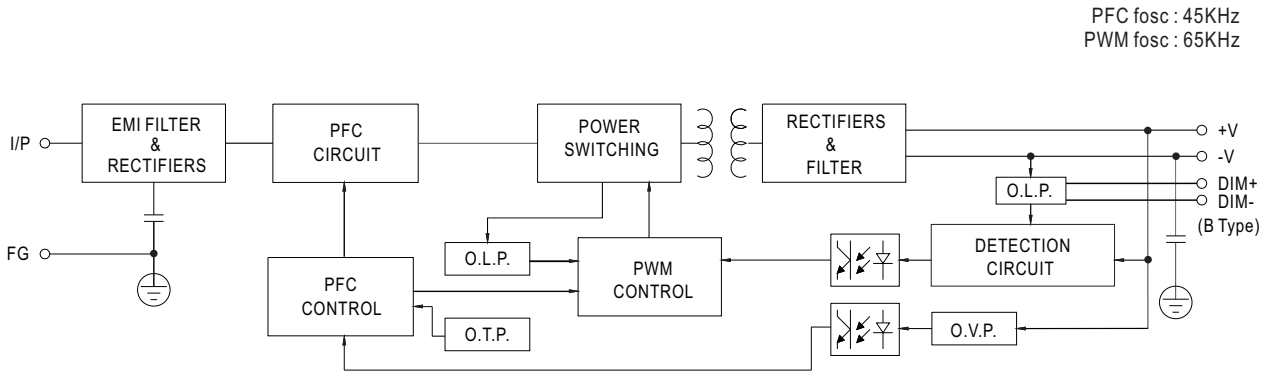 PFC fosc : 45KHz
PWM fosc : 65KHz
I/P
EMI FILTER
&
RECTIFIERS
PFC
CIRCUIT
POWER
SWITCHING
RECTIFIERS
&
FILTER
+V
-V
O.L.P.
DIM+
DIM-
(B Type)
FG
O.L.P.
PFC
CONTROL
PWM
CONTROL
DETECTION
CIRCUIT
O.T.P.
O.V.P.